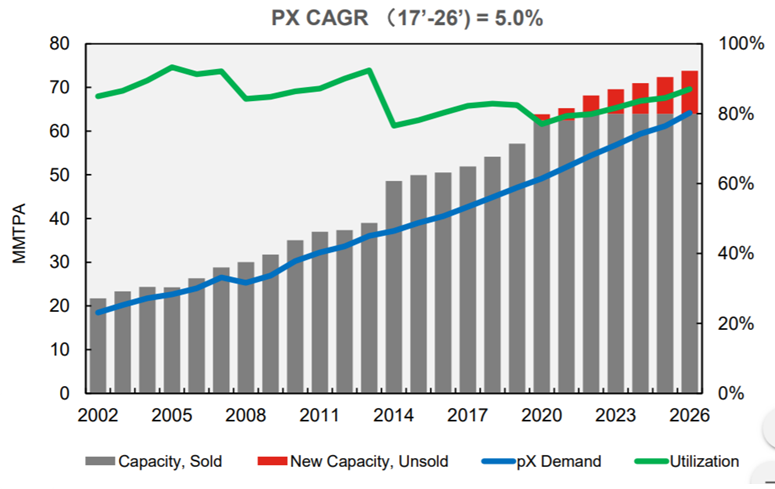 PX CAGR （17’-26’) = 5.0%
80 100%
70
60 80%
50
40 60%
30 40%
20
10 20%
0 0%
MMTPA
2002 2005 2008 2011 2014 2017 2020 2023 2026
Capacity, Sold New Capacity, Unsold pX Demand Utilization